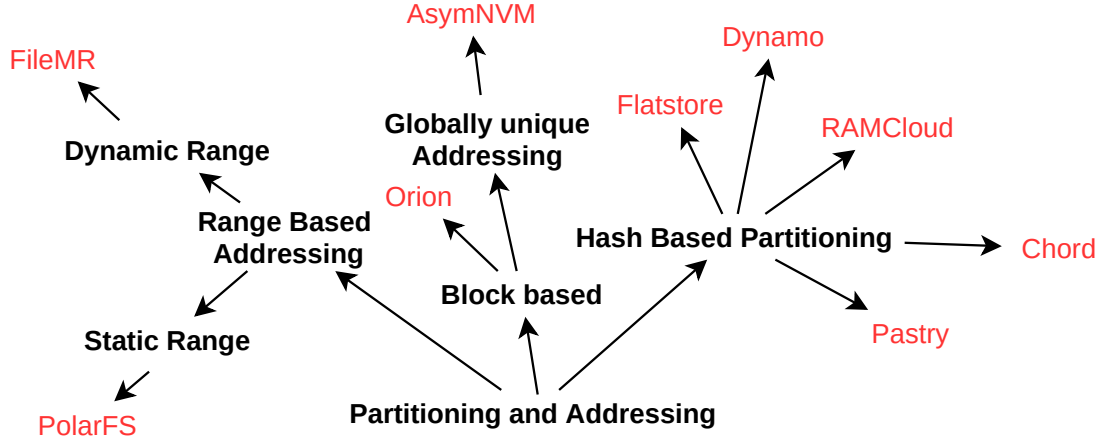 AsymNVM
Dynamo
FileMR
Flatstore
Globally unique
Addressing
RAMCloud
Dynamic Range
Orion
Range Based
Addressing
Hash Based Partitioning
Chord
Block based
Static Range
Pastry
Partitioning and Addressing
PolarFS